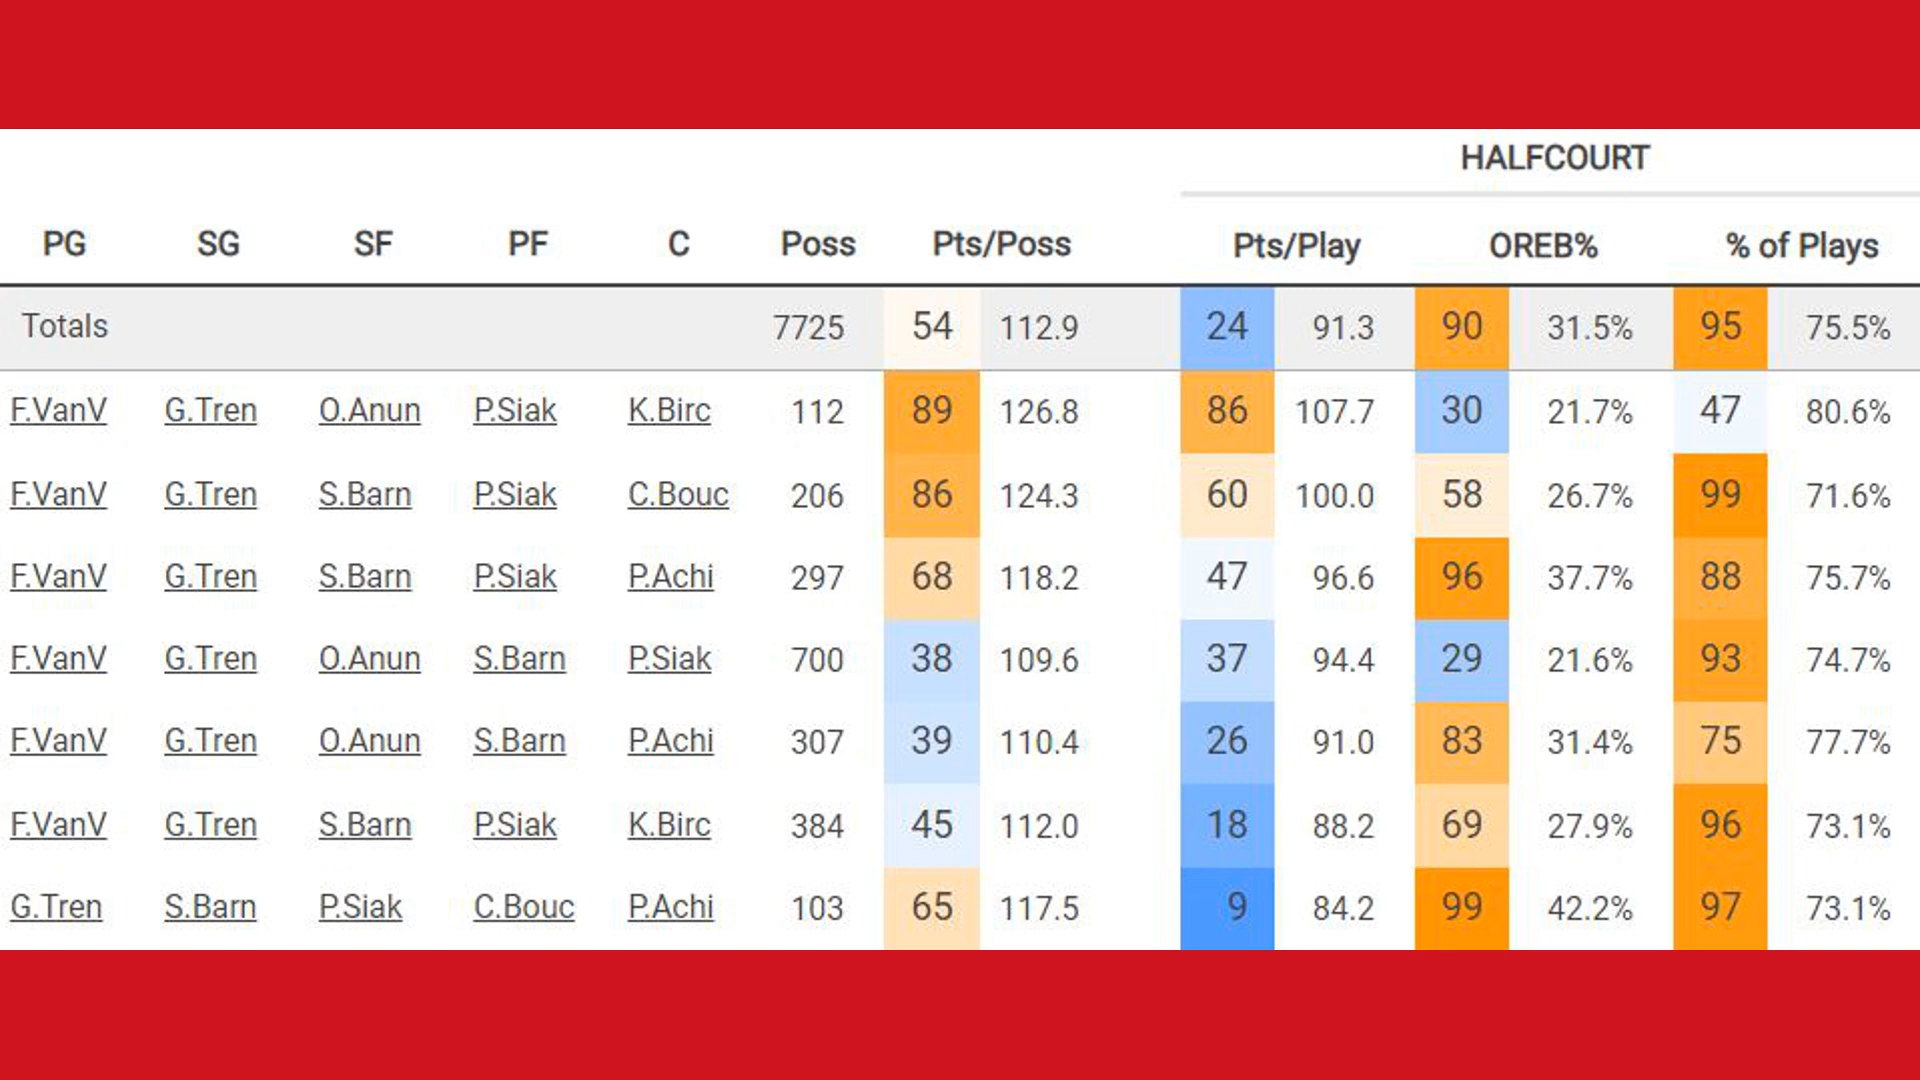 HALFCOURT
PG SG SF PF C Poss Pts/Poss Pts/Play OREB% % of Plays
Totals 7725 54 112.9 24 91.3 90 31.5% 95 75.5%
F.VanV G.Tren O.Anun P.Siak K.Birc 112 89 126.8 86 107.7 30 21.7% 47 80.6%
F.VanV G.Tren S.Barn P.Siak C.Bouc 206 86 124.3 60 100.0 58 26.7% 99 71.6%
F.VanV G.Tren S.Barn P.Siak P.Achi 297 68 118.2 47 96.6 96 37.7% 88 75.7%
F.VanV G.Tren O.Anun S.Barn P.Siak 700 38 109.6 37 94.4 29 21.6% 93 74.7%
F.VanV G.Tren O.Anun S.Barn P.Achi 307 39 110.4 26 91.0 83 31.4% 75 77.7%
F.VanV G.Tren S.Barn P.Siak K.Birc 384 45 112.0 18 88.2 69 27.9% 96 73.1%
G.Tren S.Barn P.Siak C.Bouc P.Achi 103 65 117.5 9 84.2 99 42.2% 97 73.1%